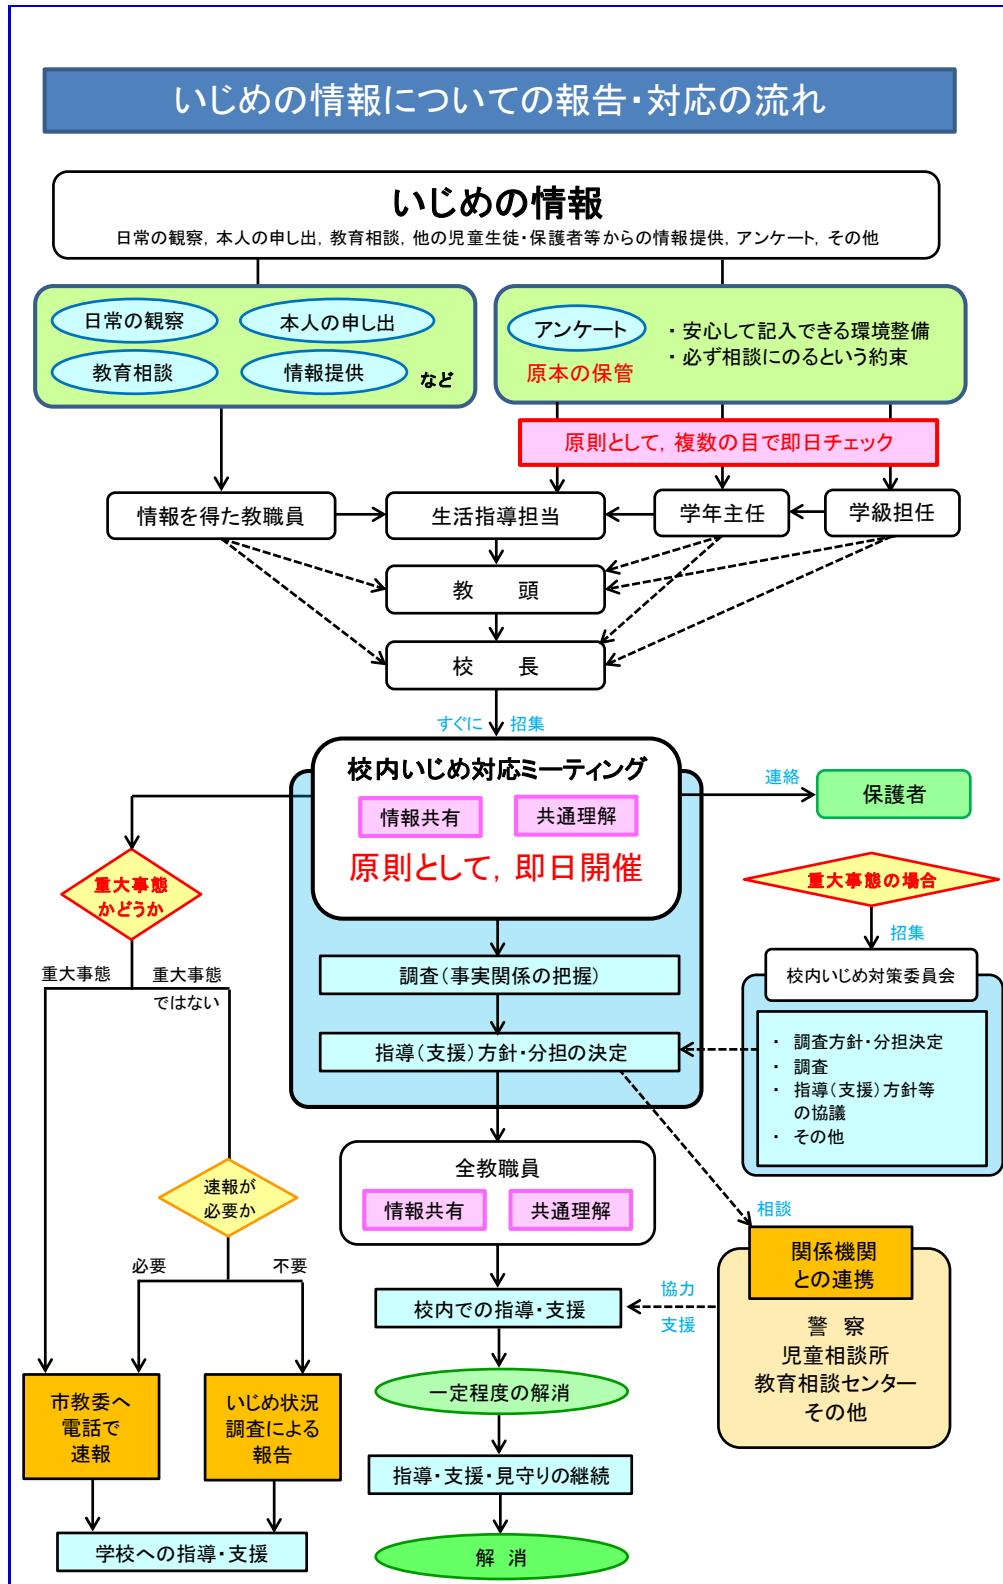 いじめの情報についての報告・対応の流れ
いじめの情報
日常の観察，本人の申し出，教育相談，他の児童生徒・保護者等からの情報提供，アンケート，その他
日常の観察
本人の申し出
教育相談
情報提供
など
アンケート
原本の保管
・安心して記入できる環境整備
・必ず相談にのるという約束
原則として，複数の目で即日チェック
情報を得た教職員
生活指導担当
学年主任
学級担任
教　頭
校　長
すぐに
招集
校内いじめ対応ミーティング
情報共有
共通理解
原則として，即日開催
連絡
保護者
重大事態
かどうか
重大事態の場合
招集
重大事態
重大事態
ではない
調査（事実関係の把握）
指導（支援）方針・分担の決定
校内いじめ対策委員会
・ 調査方針・分担決定
・ 調査
・ 指導（支援）方針等
の協議
・ その他
速報が
必要か
必要
不要
全教職員
情報共有
共通理解
相談
関係機関
との連携
警 察
児童相談所
教育相談センター
その他
協力
支援
校内での指導・支援
一定程度の解消
市教委へ
電話で
速報
いじめ状況
調査による
報告
指導・支援・見守りの継続
学校への指導・支援
解 消